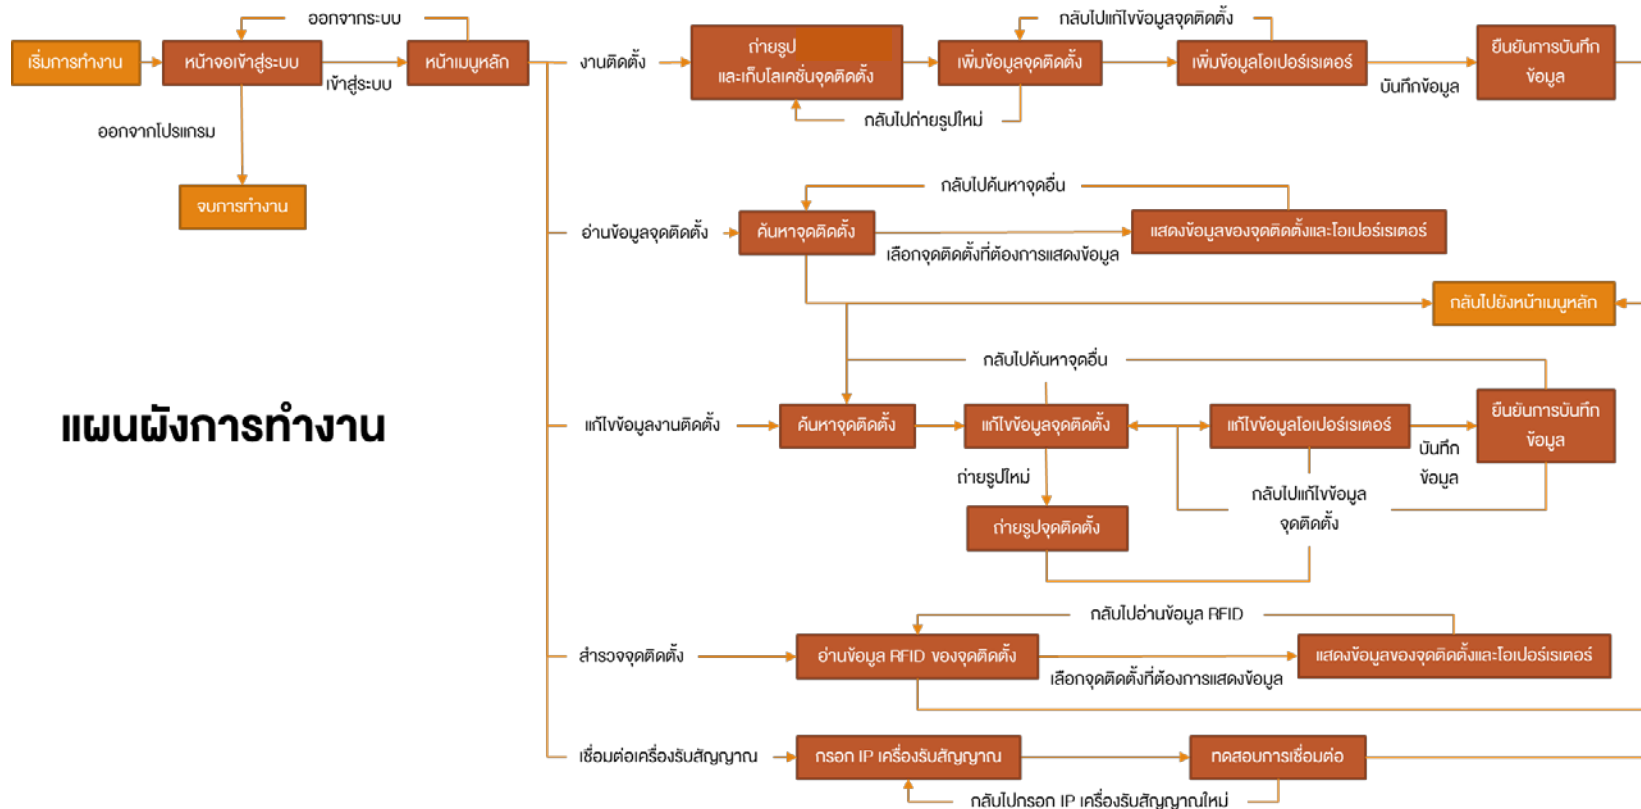 ออกจากระบบ
กลับไปแก้ไขข้อมูลจุดติดตั้ง
เริ่มการทำงาน
หน้าจอเข้าสู่ระบบ
เข้าสู่ระบบ
หน้าเมนูหลัก
งานติดตั้ง
ถ่ายรูป
และเก็บโลเคชั่นจุดติดตั้ง
เพิ่มข้อมูลจุดติดตั้ง
เพิ่มข้อมูลโอเปอร์เรเตอร์
บันทึกข้อมูล
ยืนยันการบันทึก
ข้อมูล
กลับไปถ่ายรูปใหม่
ออกจากโปรแกรม
จบการทำงาน
กลับไปค้นหาจุดอื่น
อ่านข้อมูลจุดติดตั้ง
ค้นหาจุดติดตั้ง
เลือกจุดติดตั้งที่ต้องการแสดงข้อมูล
แสดงข้อมูลของจุดติดตั้งและโอเปอร์เรเตอร์
กลับไปยังหน้าเมนูหลัก
กลับไปค้นหาจุดอื่น
แผนผังการทำงาน
แก้ไขข้อมูลงานติดตั้ง
ค้นหาจุดติดตั้ง
แก้ไขข้อมูลจุดติดตั้ง
แก้ไขข้อมูลโอเปอร์เรเตอร์
บันทึก
ข้อมูล
ยืนยันการบันทึก
ข้อมูล
ถ่ายรูปใหม่
กลับไปแก้ไขข้อมูล
จุดติดตั้ง
ถ่ายรูปจุดติดตั้ง
กลับไปอ่านข้อมูล RFID
สำรวจจุดติดตั้ง
อ่านข้อมูล RFID ของจุดติดตั้ง
เลือกจุดติดตั้งที่ต้องการแสดงข้อมูล
แสดงข้อมูลของจุดติดตั้งและโอเปอร์เรเตอร์
เชื่อมต่อเครื่องรับสัญญาณ
กรอก IP เครื่องรับสัญญาณ
ทดสอบการเชื่อมต่อ
กลับไปกรอก IP เครื่องรับสัญญาณใหม่